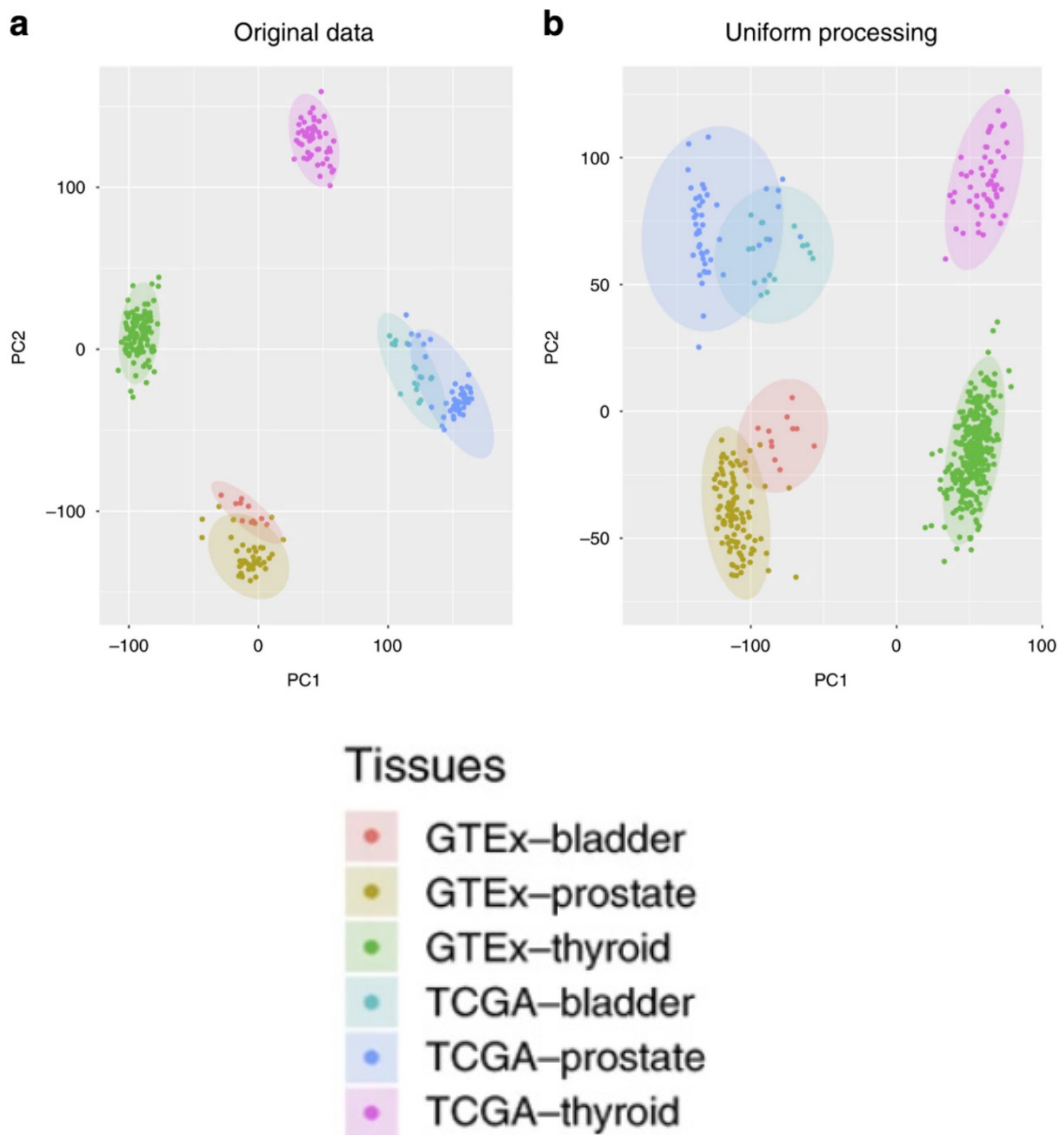 a
Original data
100
0
−100
PC2
−100
0
100
PC1
b
Uniform processing
100
50
0
−50
PC2
−100
0
100
PC1
Tissues
GTEx–bladder
GTEx–prostate
GTEx–thyroid
TCGA–bladder
TCGA–prostate
TCGA–thyroid